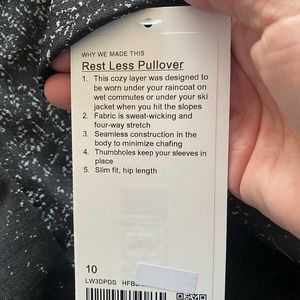 WHY WE MADE THIS
Rest Less Pullover
1. This cozy layer was designed to
be worn under your raincoat on
wet commutes or under your ski
jacket when you hit the slopes
2. Fabric is sweat-wicking and
four-way stretch
3. Seamless construction in the
body to minimize chafing
4. Thumbholes keep your sleeves in
place
5. Slim fit, hip length
10
LW3DPDS